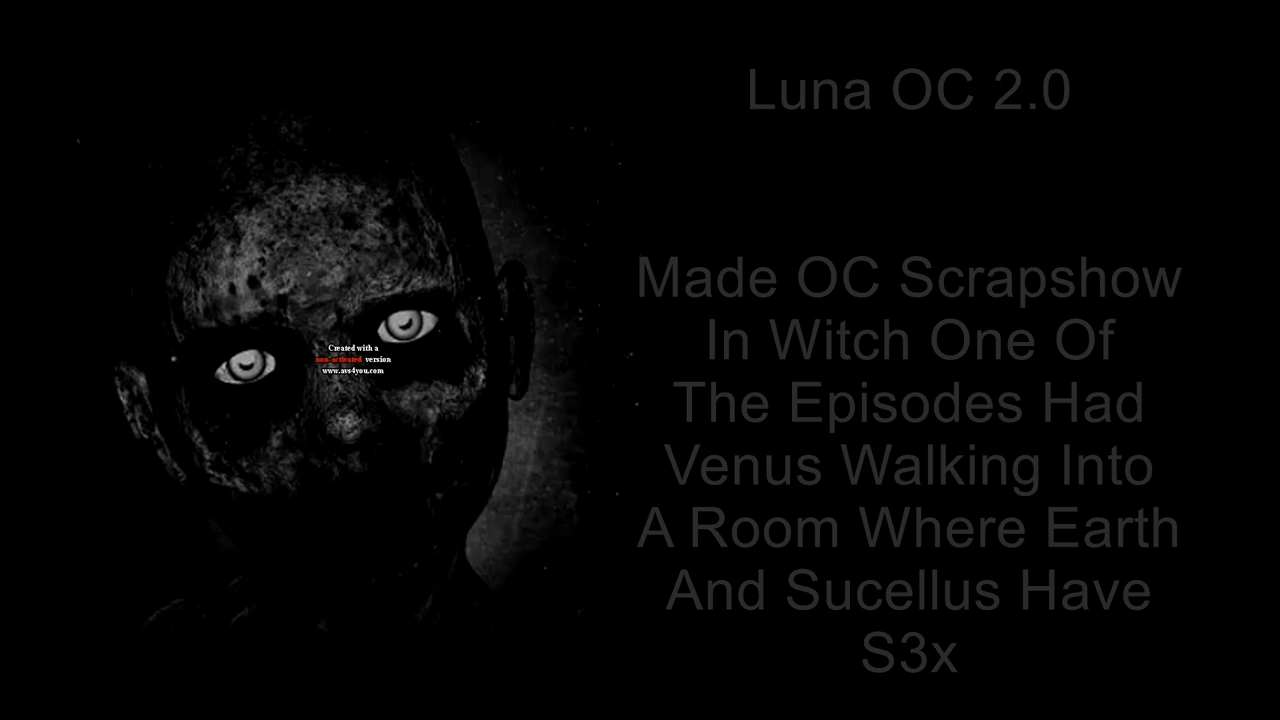 Luna OC 2.0
Made OC Scrapshow
In Witch One Of
The Episodes Had
Venus Walking Into
A Room Where Earth
And Sucellus Have
S3x
Created with a
non-activated version
www.avs4you.com